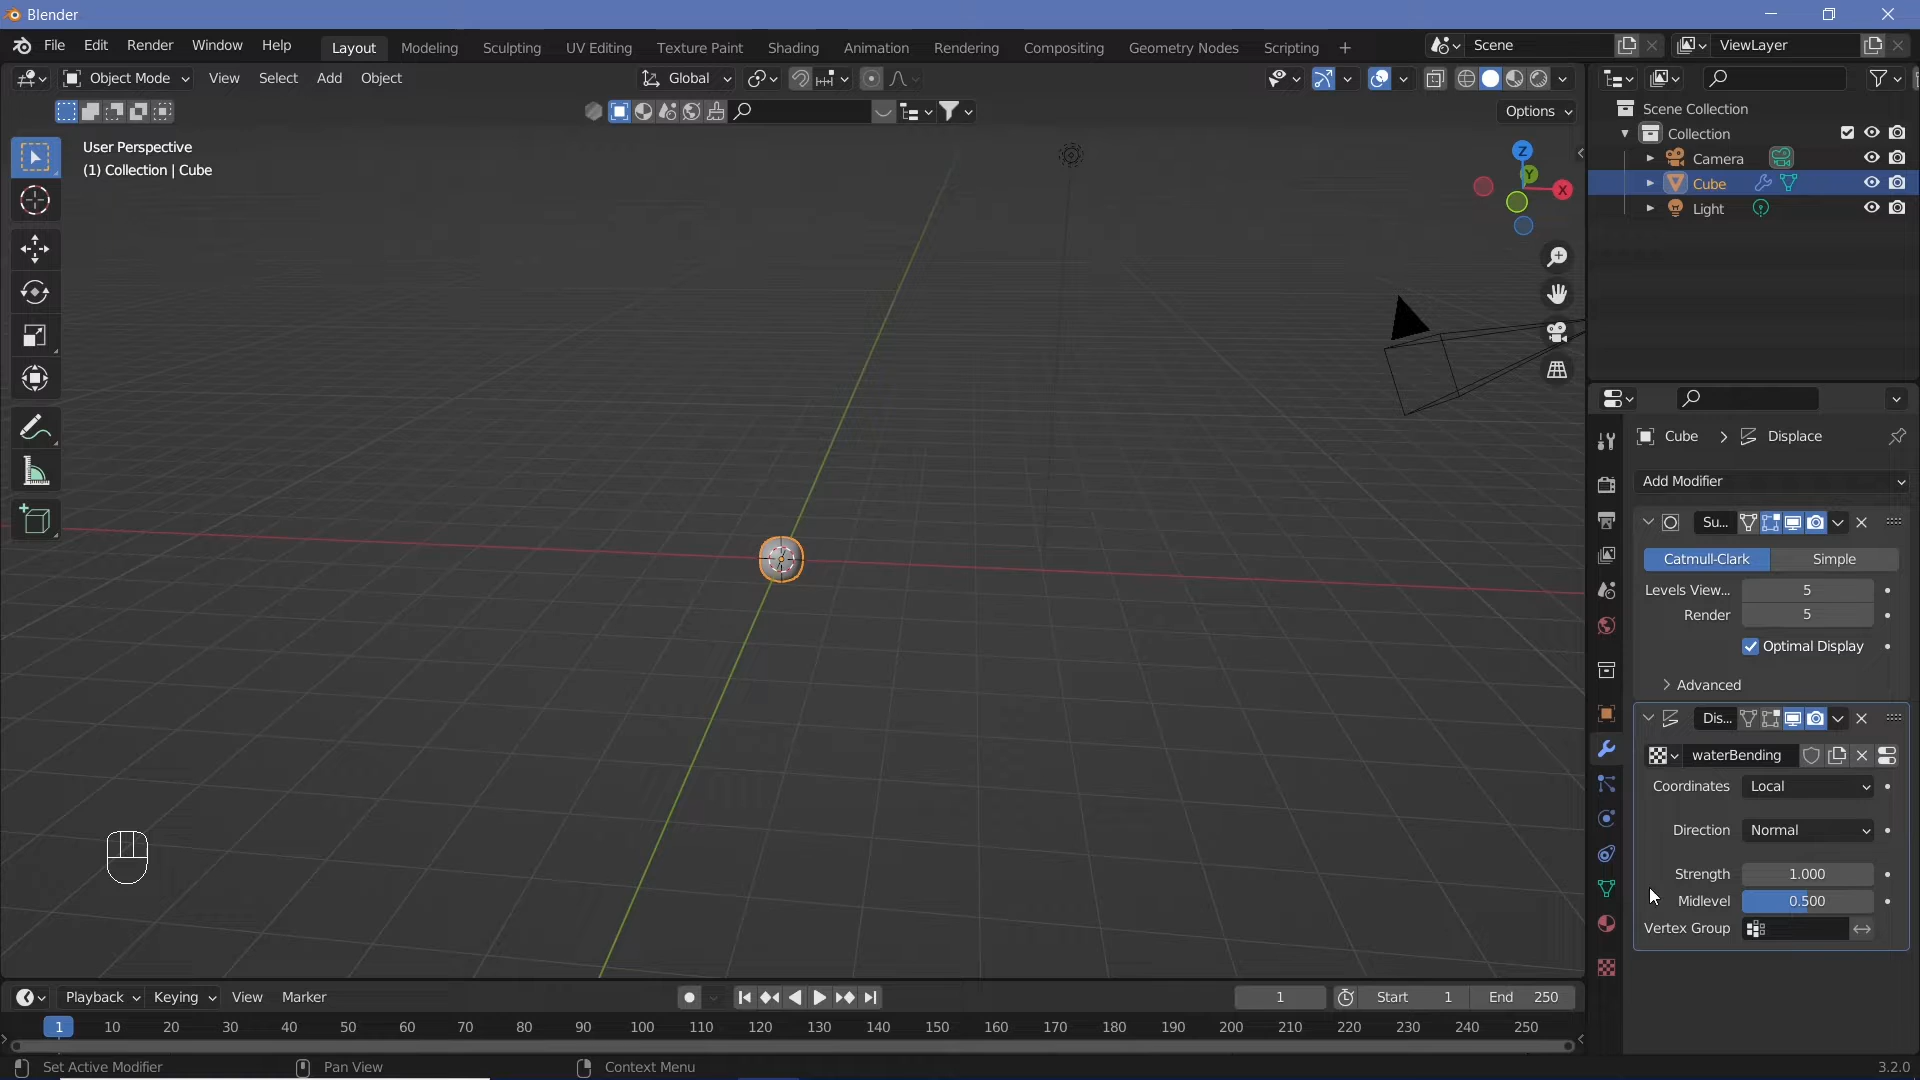 Blender
File Edit Render Window Help
Layout Modeling Sculpting UV Editing Texture Paint Shading Animation Rendering Compositing Geometry Nodes Scripting +
Scene
ViewLayer
Object Mode View Select Add Object
Global
Options
User Perspective
(1) Collection | Cube
Z
Y
X
Scene Collection
Collection
Camera
Cube
Light
Cube > Displace
Add Modifier
Su...
Catmull-Clark Simple
Levels View... 5
Render 5
Optimal Display
Advanced
Dis...
waterBending
Coordinates Local
Direction Normal
Strength 1.000
Midlevel 0.500
Vertex Group
Playback Keying View Marker
1
Start 1
End 250
1 10 20 30 40 50 60 70 80 90 100 110 120 130 140 150 160 170 180 190 200 210 220 230 240 250
Set Active Modifier
Pan View
Context Menu
3.2.0